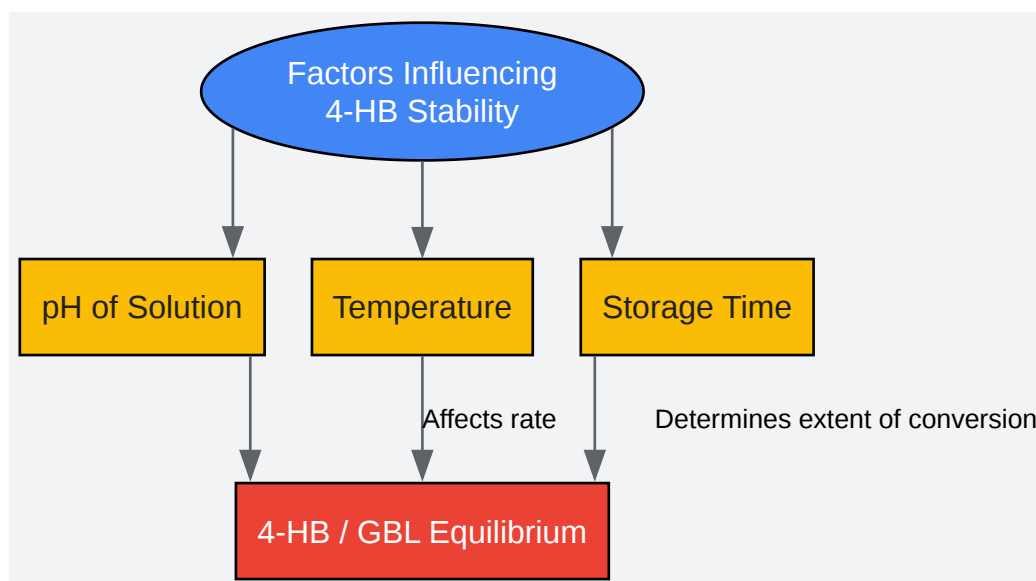 Factors Influencing
4-HB Stability
pH of Solution
Temperature
Storage Time
Affects rate
Determines extent of conversion
4-HB / GBL Equilibrium